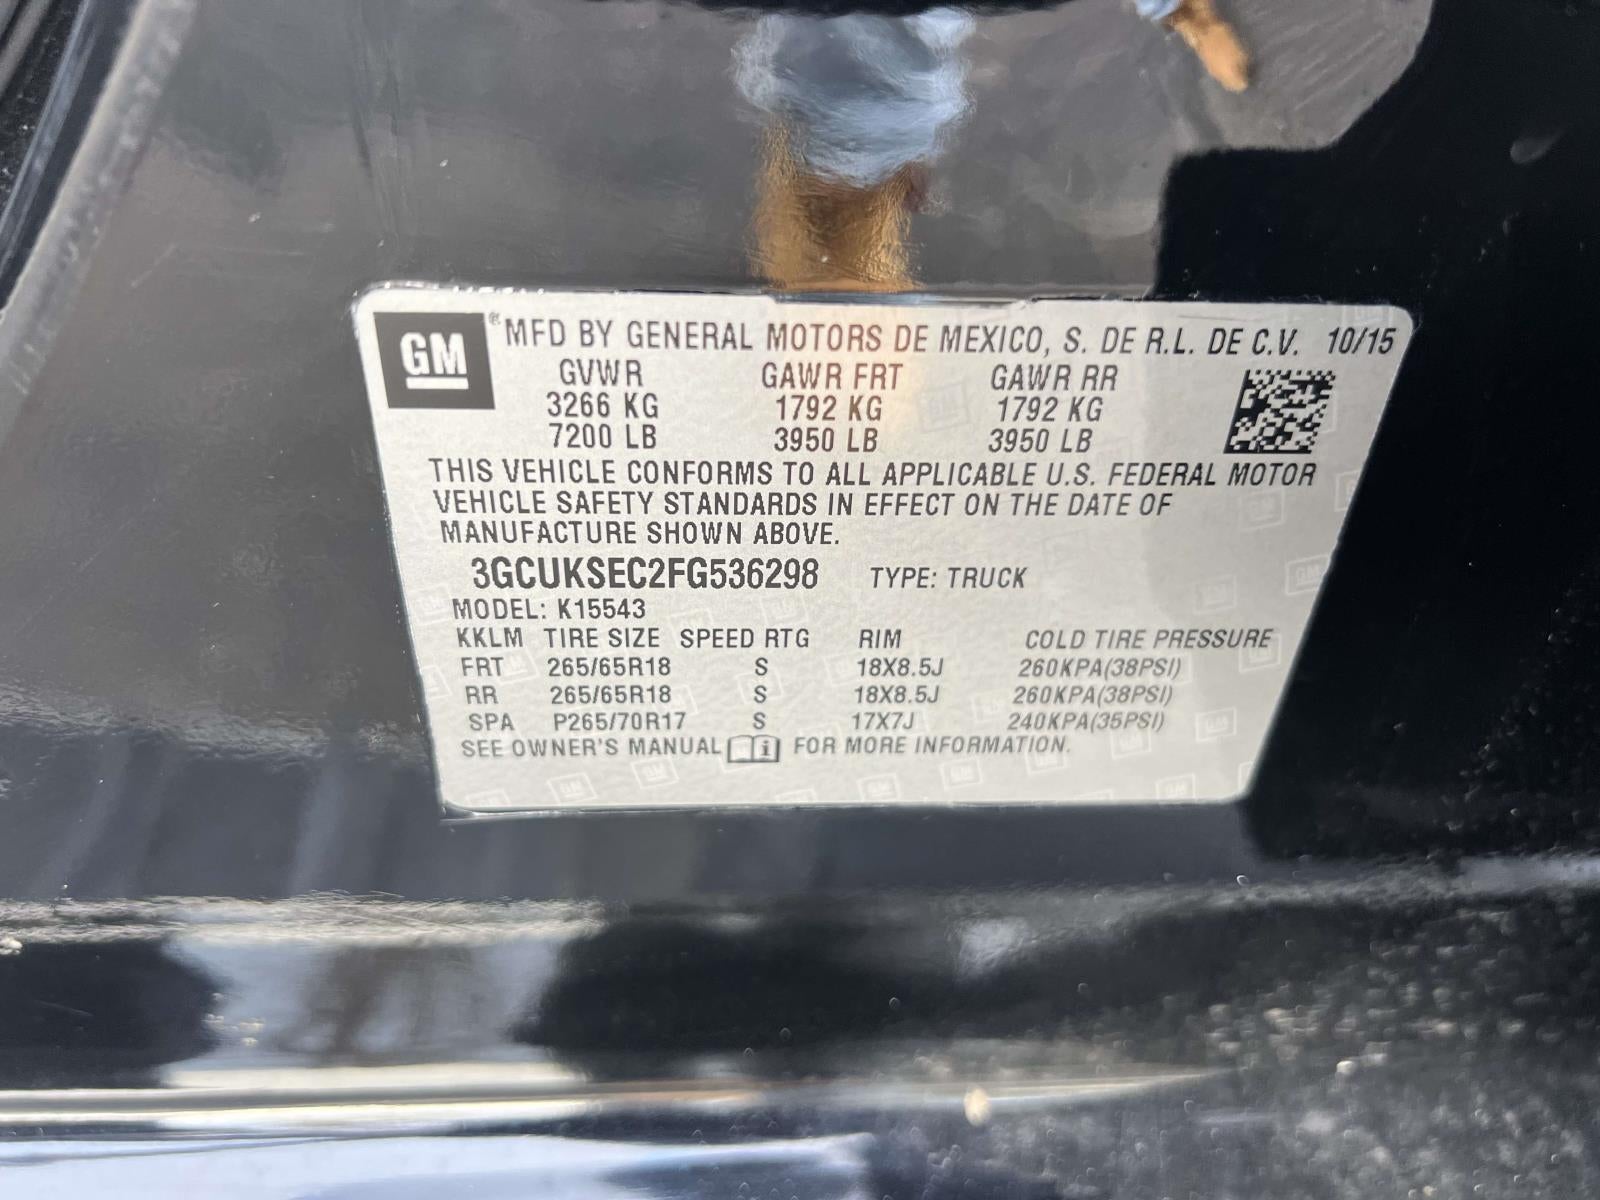 GM® MFD BY GENERAL MOTORS DE MEXICO, S. DE R.L. DE C.V. 10/15
GVWR GAWR FRT GAWR RR
3266 KG 1792 KG 1792 KG
7200 LB 3950 LB 3950 LB
THIS VEHICLE CONFORMS TO ALL APPLICABLE U.S. FEDERAL MOTOR
VEHICLE SAFETY STANDARDS IN EFFECT ON THE DATE OF
MANUFACTURE SHOWN ABOVE.
3GCUKSEC2FG536298 TYPE: TRUCK
MODEL: K15543
KKLM TIRE SIZE SPEED RTG RIM COLD TIRE PRESSURE
FRT 265/65R18 S 18X8.5J 260KPA(38PSI)
RR 265/65R18 S 18X8.5J 260KPA(38PSI)
SPA P265/70R17 S 17X7J 240KPA(35PSI)
SEE OWNER'S MANUAL i FOR MORE INFORMATION.